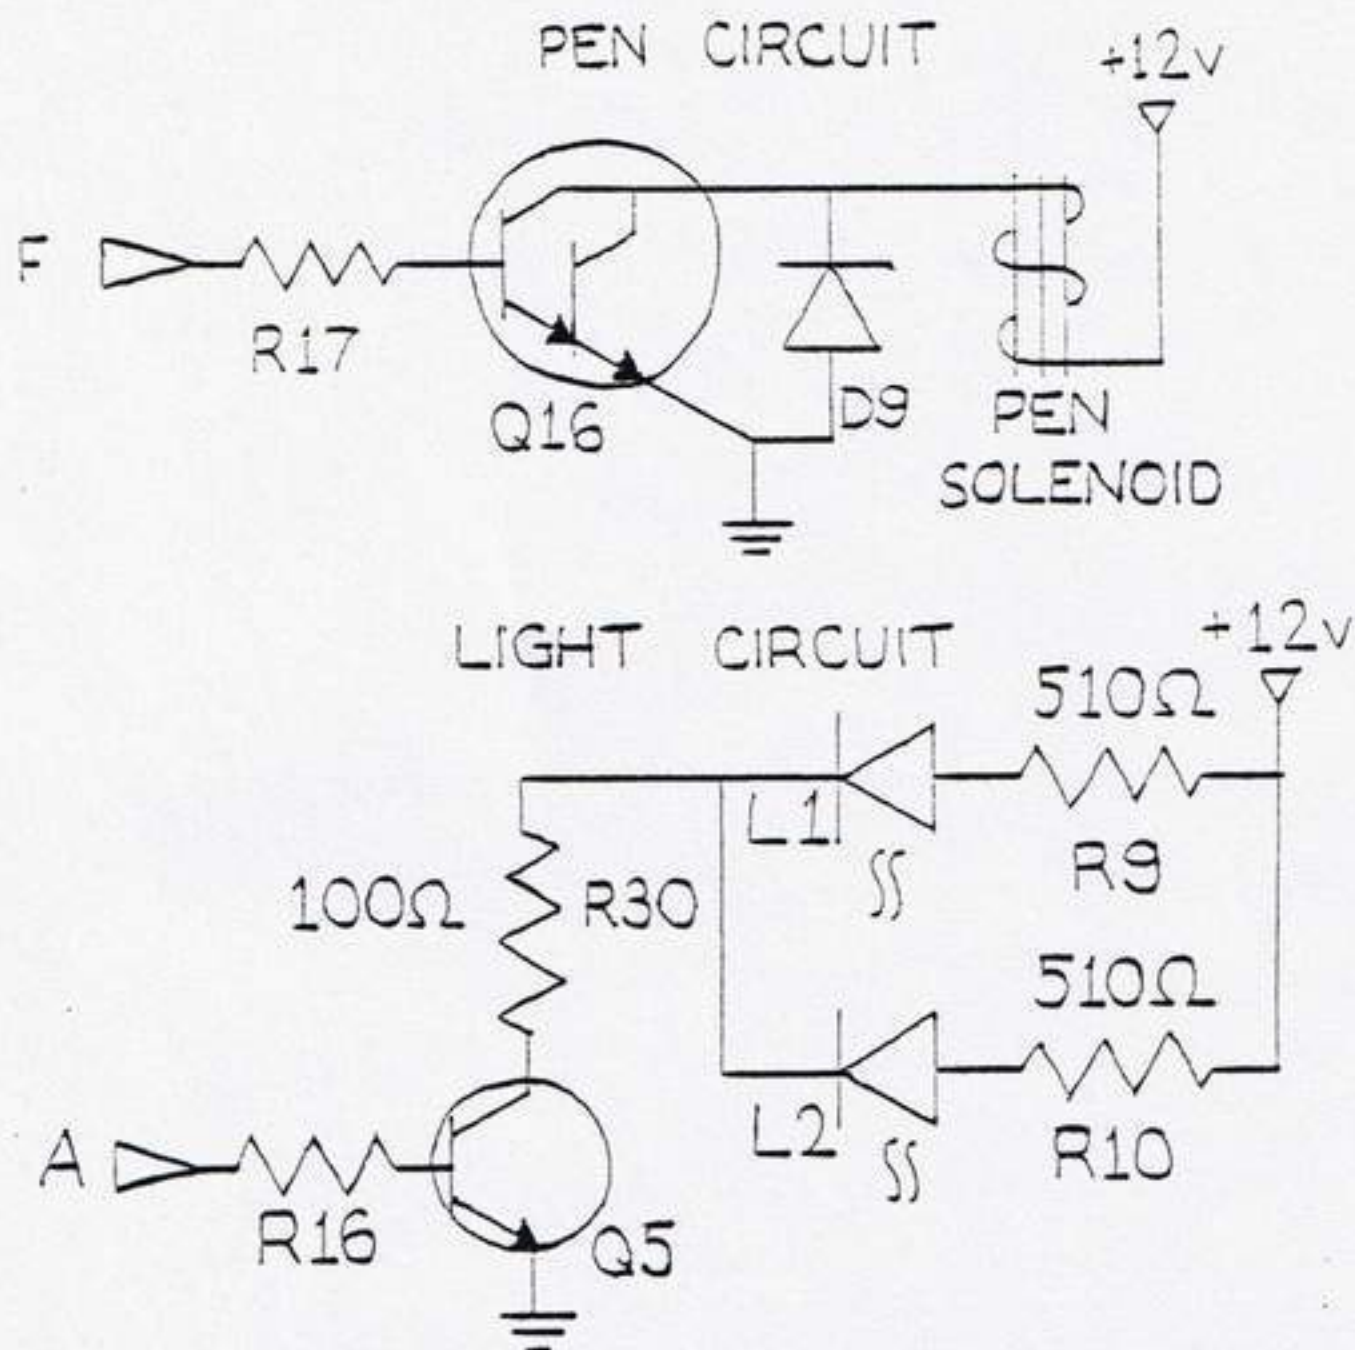 PEN CIRCUIT
+12v
F
R17
Q16
D9
PEN
SOLENOID
LIGHT CIRCUIT
+12v
510Ω
L1
R9
100Ω
R30
510Ω
L2
R10
A
R16
Q5